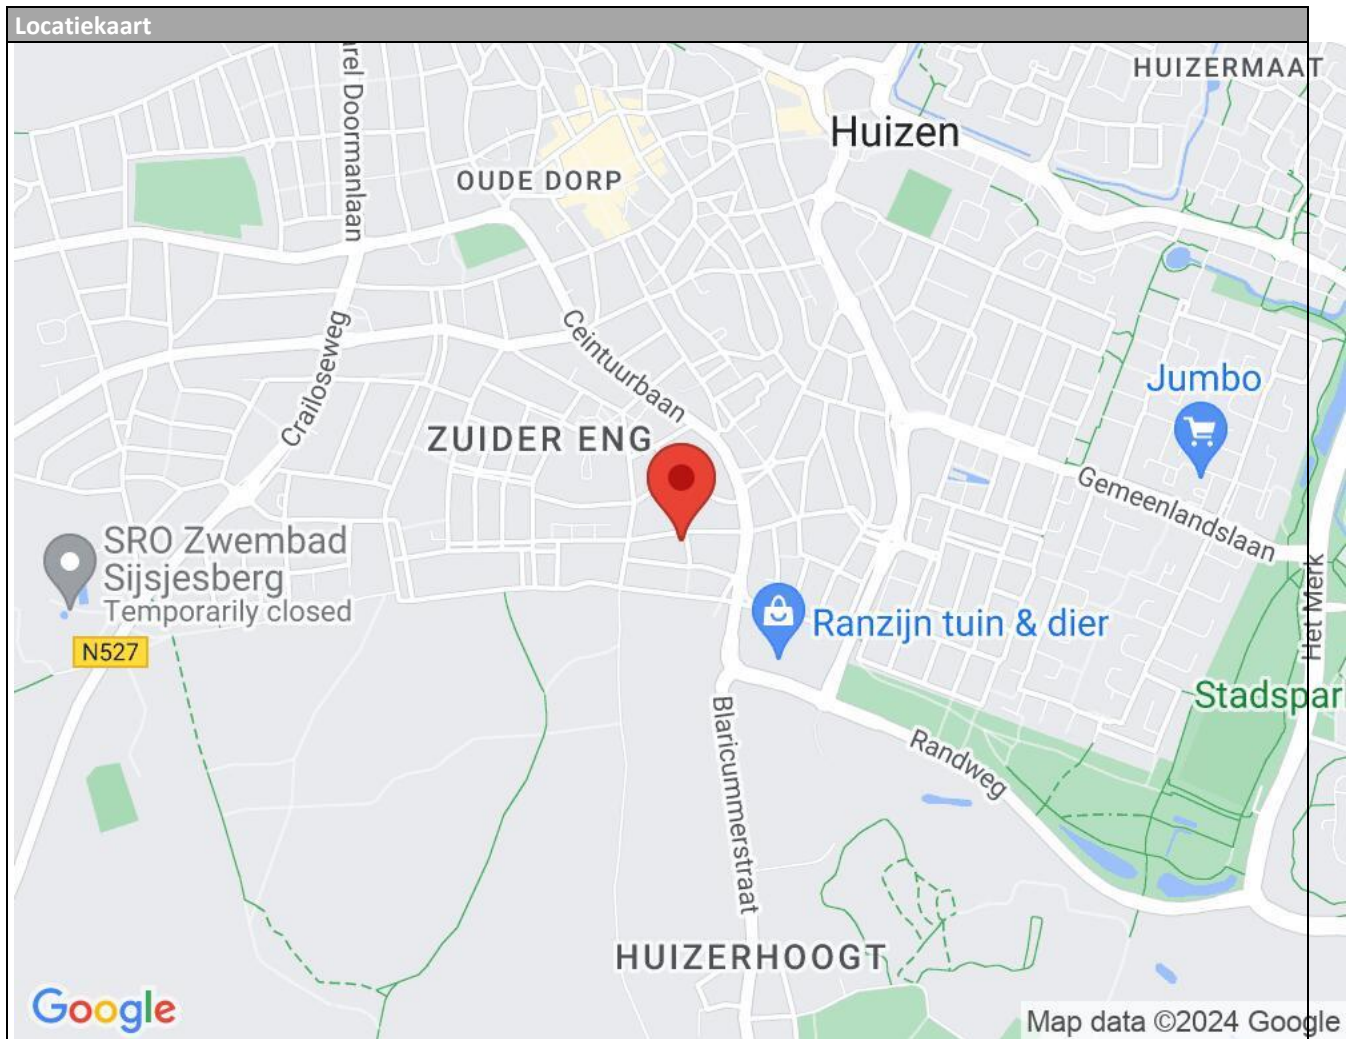 Locatiekaart
HUIZERMAAT
Huizen
arel Doormanlaan
OUDE DORP
Ceintuurbaan
Crailoseweg
Jumbo
ZUIDER ENG
Gemeenlandslaan
SRO Zwembad
Sijsjesberg
Temporarily closed
Het Merk
Ranzijn tuin & dier
N527
Stadspar
Blaricummerstraat
Randweg
HUIZERHOOGT
Google
Map data ©2024 Google